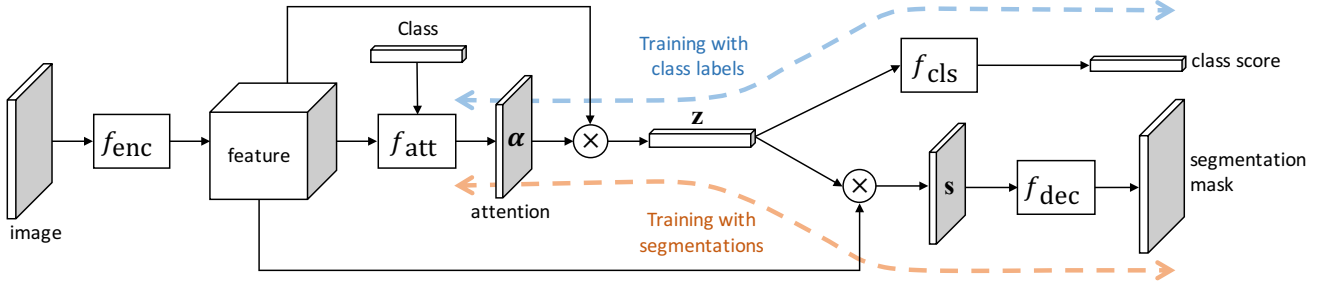 Class
Training with
class labels
class score
f_cls
image
f_enc
feature
f_att
α
×
z
attention
Training with
segmentations
×
s
f_dec
segmentation
mask